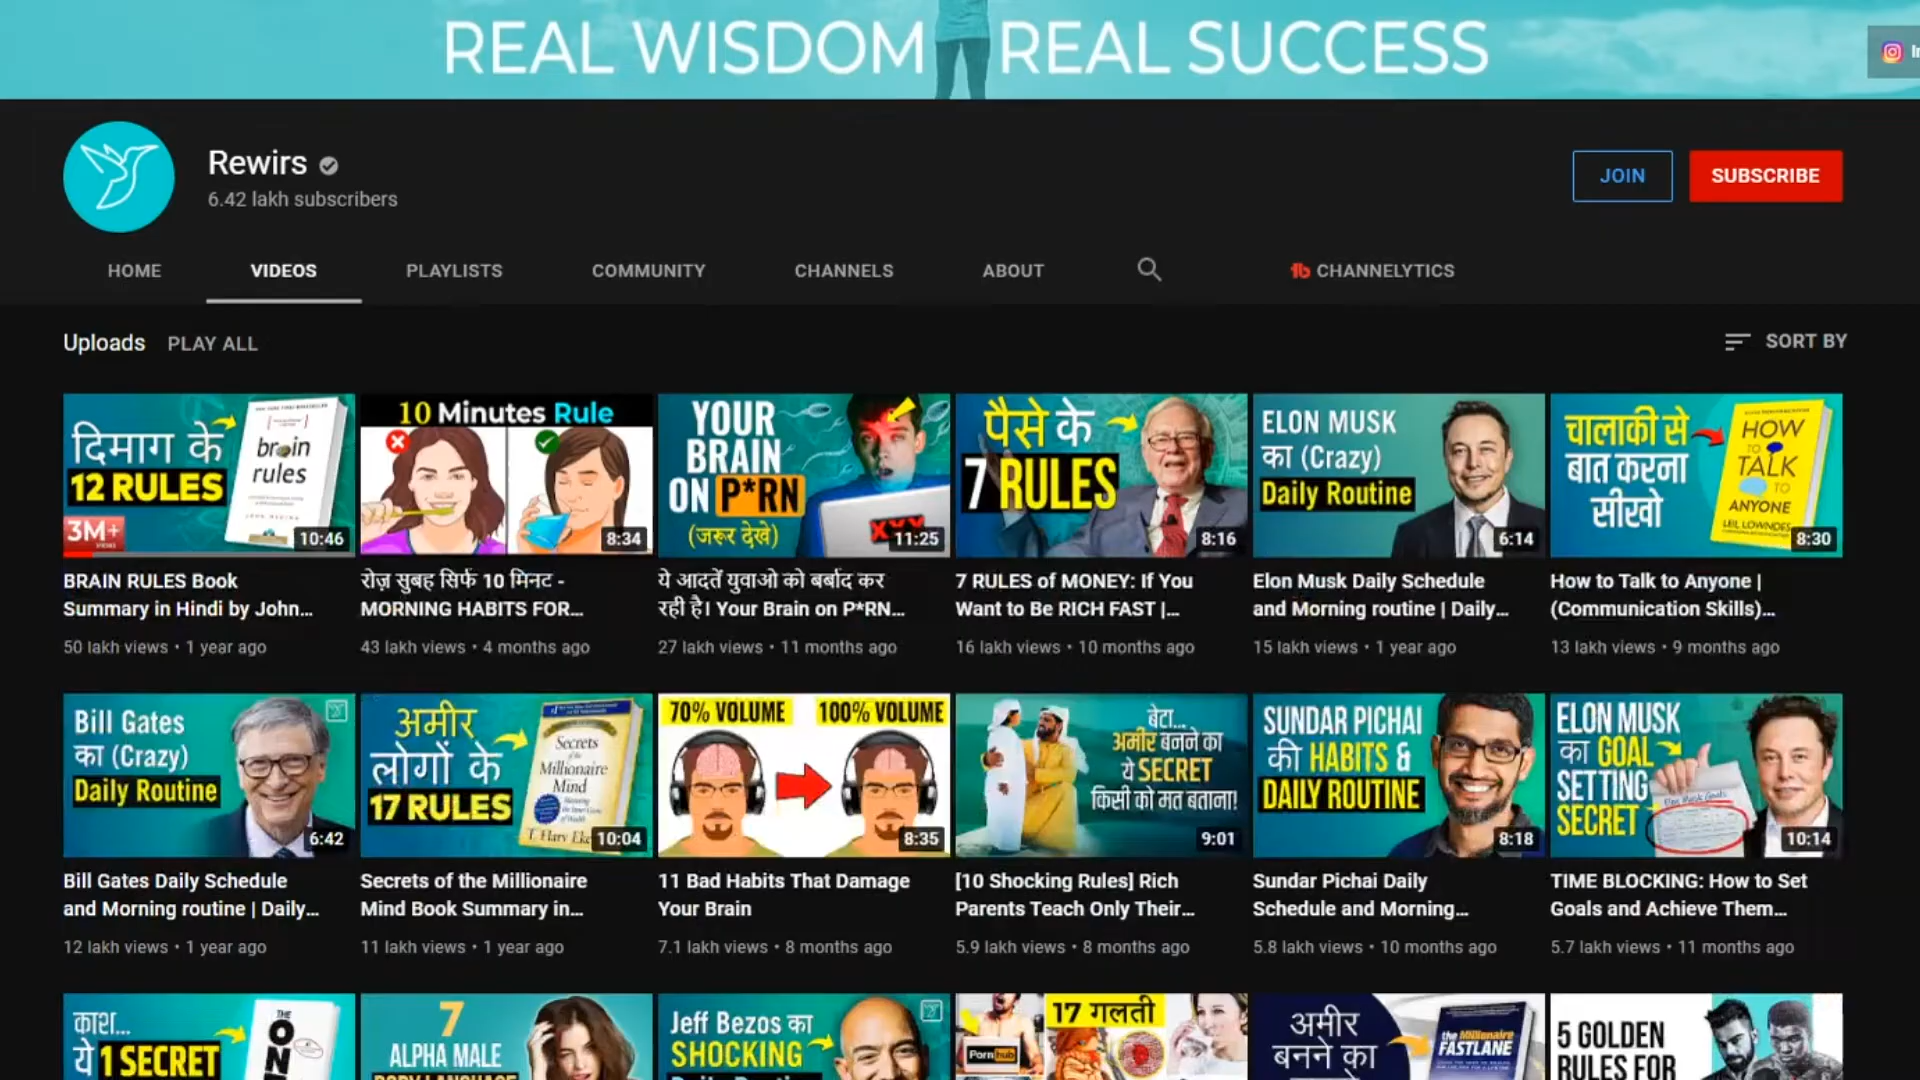 REAL WISDOM REAL SUCCESS
Rewirs
6.42 lakh subscribers
JOIN
SUBSCRIBE
HOME
VIDEOS
PLAYLISTS
COMMUNITY
CHANNELS
ABOUT
CHANNELYTICS
Uploads
PLAY ALL
SORT BY
दिमाग के
12 RULES
3M+
brain
rules
10:46
BRAIN RULES Book
Summary in Hindi by John...
50 lakh views • 1 year ago
10 Minutes Rule
8:34
रोज़ सुबह सिर्फ 10 मिनट -
MORNING HABITS FOR...
43 lakh views • 4 months ago
YOUR
BRAIN
ON P*RN
(जरूर देखे)
XXX
11:25
ये आदतें युवाओ को बर्बाद कर
रही है। Your Brain on P*RN...
27 lakh views • 11 months ago
पैसे के
7 RULES
8:16
7 RULES of MONEY: If You
Want to Be RICH FAST |...
16 lakh views • 10 months ago
ELON MUSK
का (Crazy)
Daily Routine
6:14
Elon Musk Daily Schedule
and Morning routine | Daily...
15 lakh views • 1 year ago
चालाकी से
बात करना
सीखो
HOW
TO
TALK
TO
ANYONE
LEIL LOWNDES
8:30
How to Talk to Anyone |
(Communication Skills)...
13 lakh views • 9 months ago
Bill Gates
का (Crazy)
Daily Routine
6:42
Bill Gates Daily Schedule
and Morning routine | Daily...
12 lakh views • 1 year ago
अमीर
लोगों के
17 RULES
Secrets
of the
Millionaire
Mind
10:04
Secrets of the Millionaire
Mind Book Summary in...
11 lakh views • 1 year ago
70% VOLUME
100% VOLUME
8:35
11 Bad Habits That Damage
Your Brain
7.1 lakh views • 8 months ago
बेटा...
अमीर बनने का
ये SECRET
किसी को मत बताना!
9:01
[10 Shocking Rules] Rich
Parents Teach Only Their...
5.9 lakh views • 8 months ago
SUNDAR PICHAI
की HABITS &
DAILY ROUTINE
8:18
Sundar Pichai Daily
Schedule and Morning...
5.8 lakh views • 10 months ago
ELON MUSK
का GOAL
SETTING
SECRET
Elon Musk Goals
10:14
TIME BLOCKING: How to Set
Goals and Achieve Them...
5.7 lakh views • 11 months ago
काश...
ये 1 SECRET
THE
7
ALPHA MALE
BODY LANGUAGE
Jeff Bezos का
SHOCKING
Daily Routine
17 गलती
Porn hub
अमीर
बनने का
the Millionaire
FASTLANE
5 GOLDEN
RULES FOR